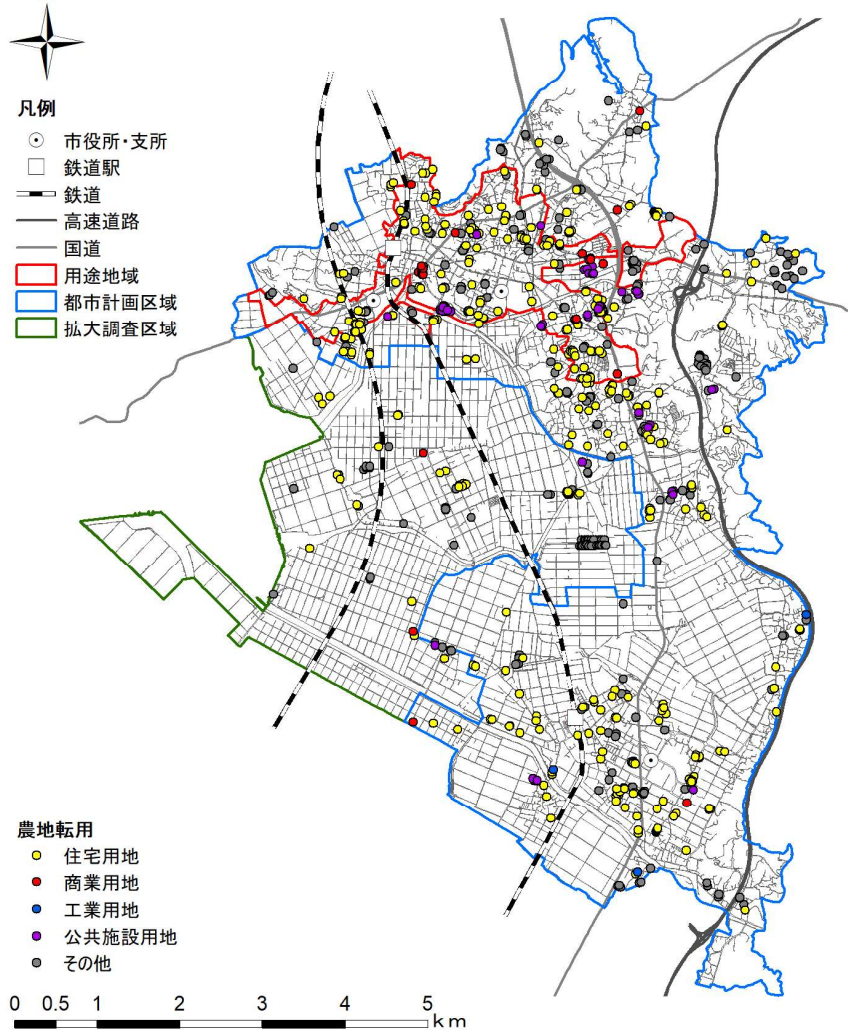 凡例
市役所・支所
鉄道駅
鉄道
高速道路
国道
用途地域
都市計画区域
拡大調査区域
農地転用
住宅用地
商業用地
工業用地
公共施設用地
その他
0 0.5 1 2 3 4 5
km